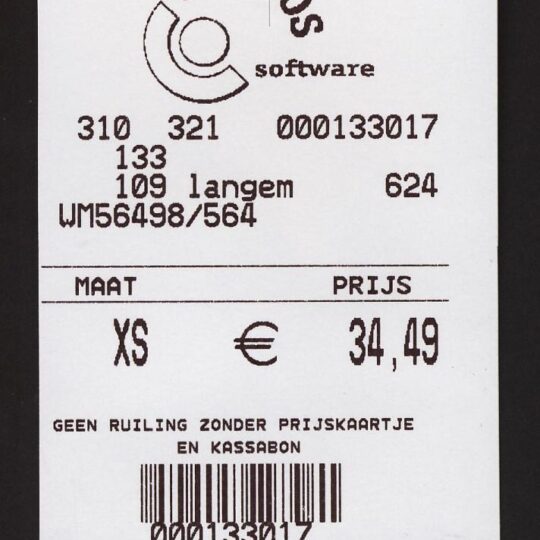 os
software
310 321 000133017
133
109 langem 624
WM56498/564
MAAT PRIJS
XS € 34,49
GEEN RUILING ZONDER PRIJSKAARTJE
EN KASSABON
000133017